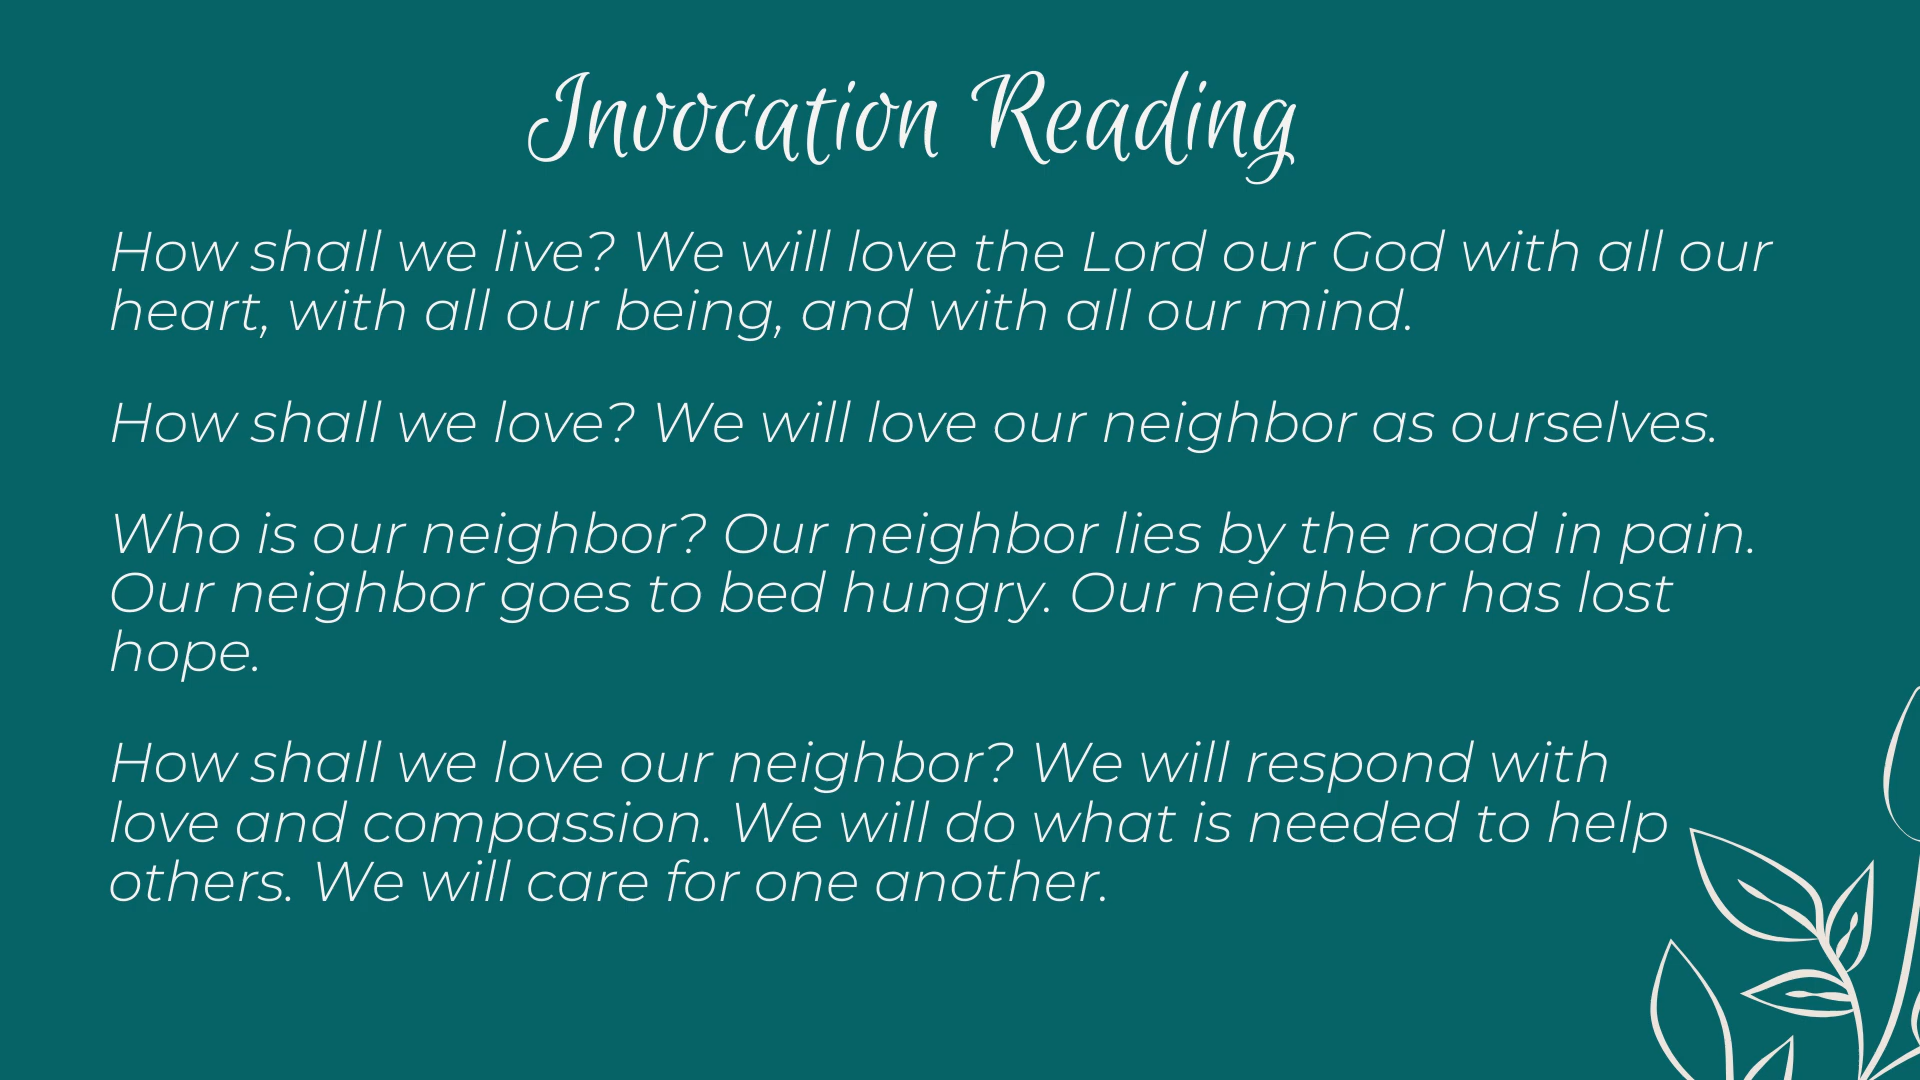 Invocation Reading
How shall we live? We will love the Lord our God with all our
heart, with all our being, and with all our mind.
How shall we love? We will love our neighbor as ourselves.
Who is our neighbor? Our neighbor lies by the road in pain.
Our neighbor goes to bed hungry. Our neighbor has lost
hope.
How shall we love our neighbor? We will respond with
love and compassion. We will do what is needed to help
others. We will care for one another.